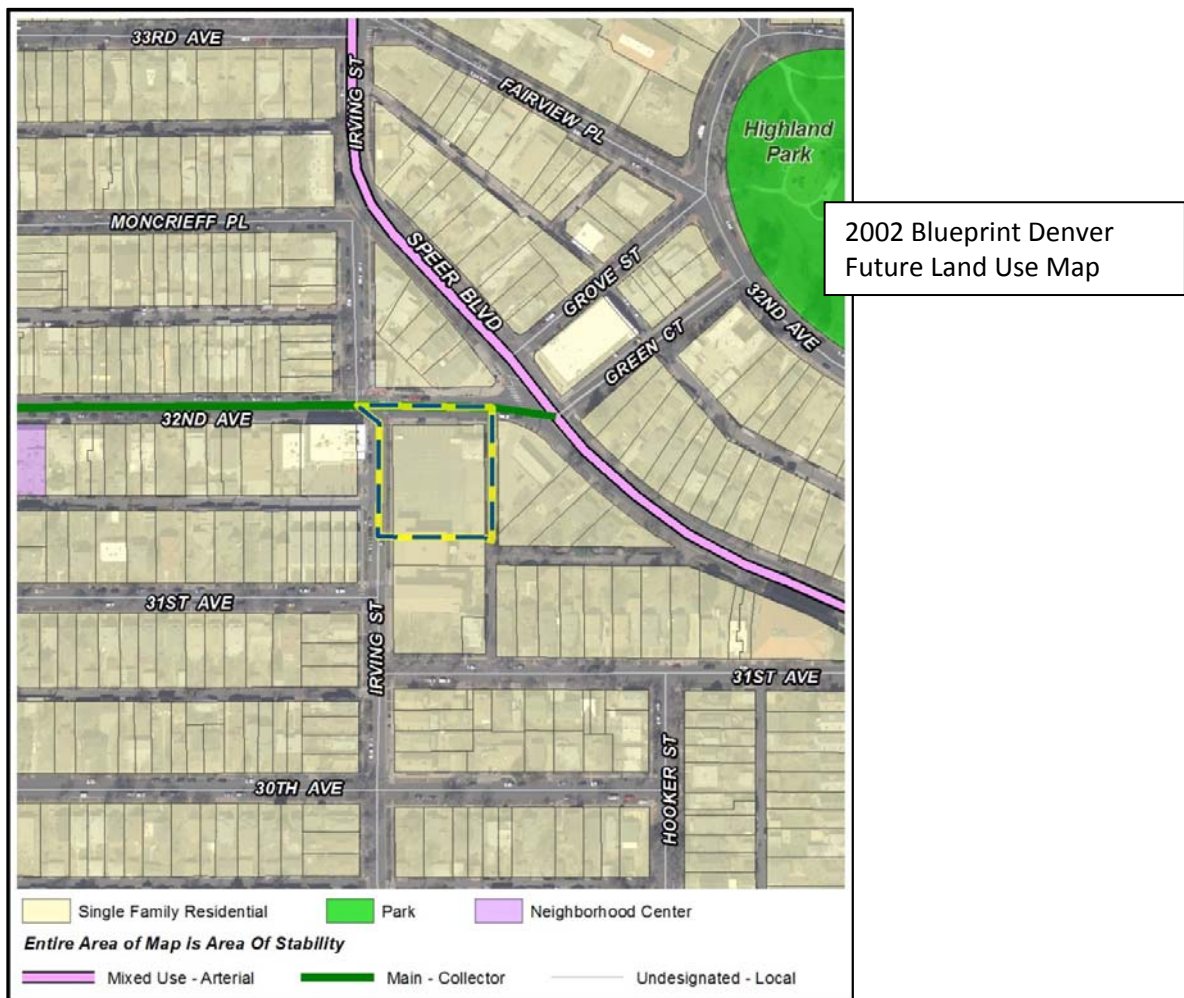 33RD AVE
IRVING ST
FAIRVIEW PL
Highland
Park
MONCRIEFF PL
2002 Blueprint Denver
Future Land Use Map
SPEER BLVD
GROVE ST
32ND AVE
GREEN CT
32ND AVE
31ST AVE
IRVING ST
31ST AVE
HOOKER ST
30TH AVE
Single Family Residential
Park
Neighborhood Center
Entire Area of Map is Area Of Stability
Mixed Use - Arterial
Main - Collector
Undesignated - Local